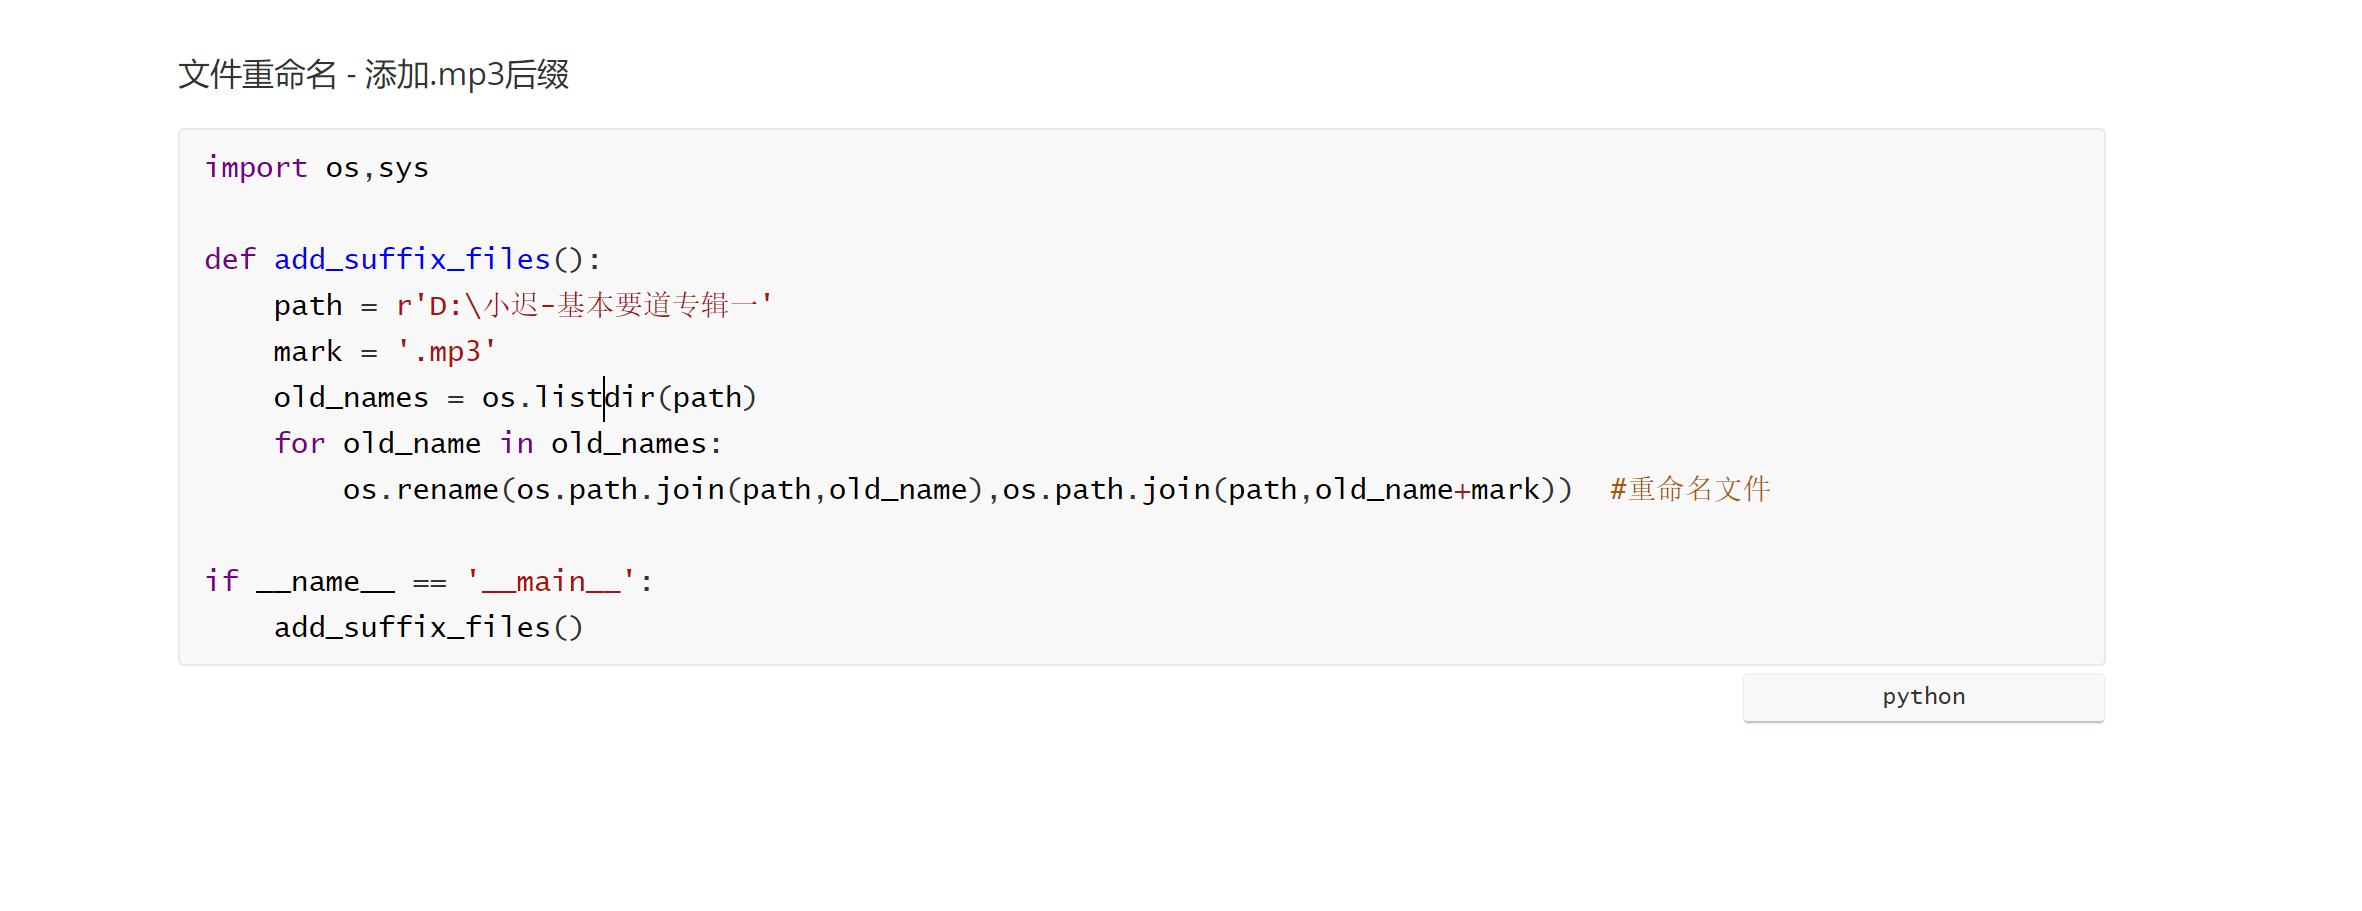 文件重命名 - 添加.mp3后缀
import os,sys
def add_suffix_files():
    path = r'D:\小迟-基本要道专辑一'
    mark = '.mp3'
    old_names = os.listdir(path)
    for old_name in old_names:
        os.rename(os.path.join(path,old_name),os.path.join(path,old_name+mark))  #重命名文件
if __name__ == '__main__':
    add_suffix_files()
python